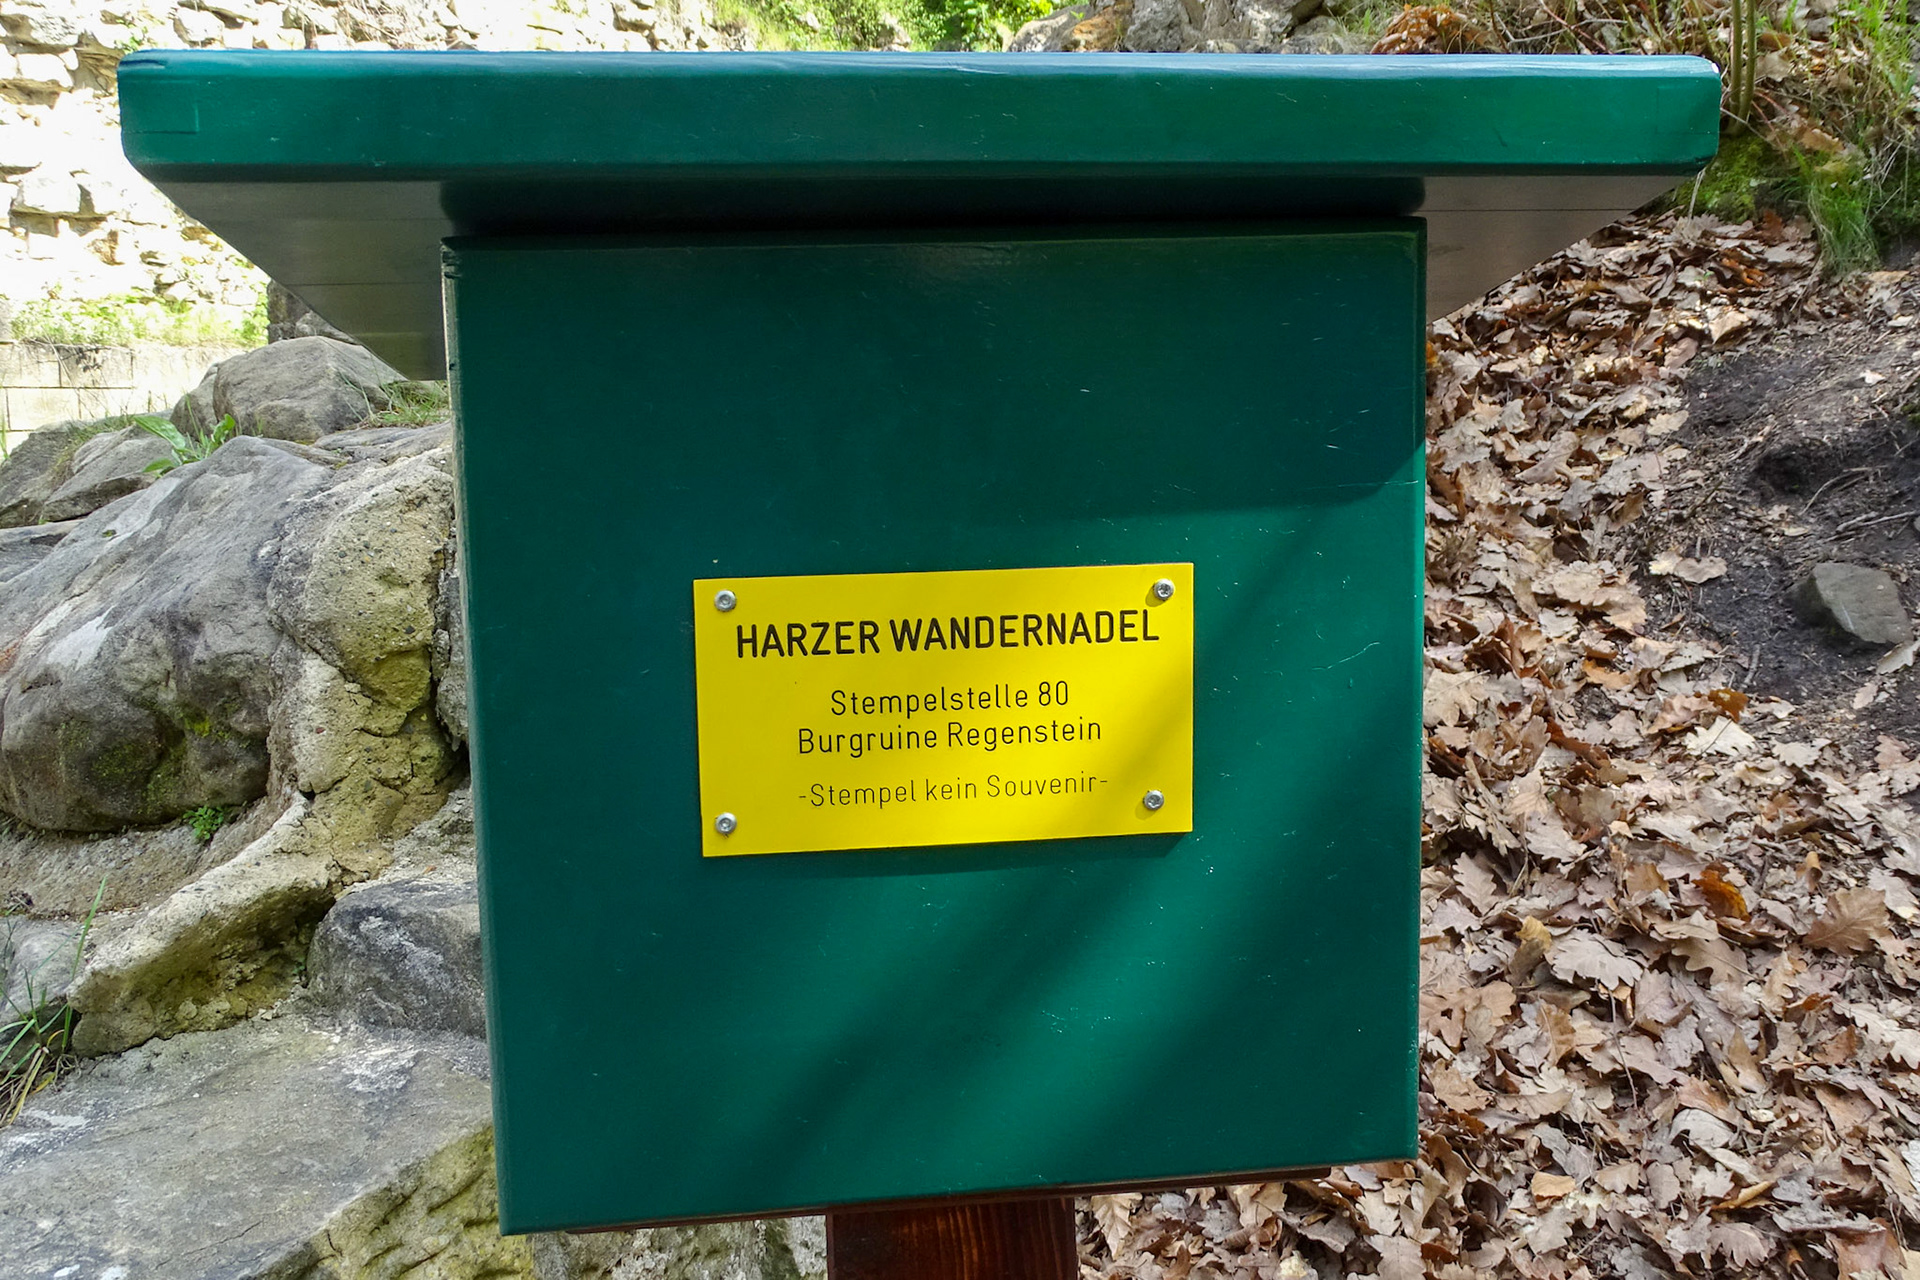 HARZER WANDERNADEL
Stempelstelle 80
Burgruine Regenstein
-Stempel kein Souvenir-